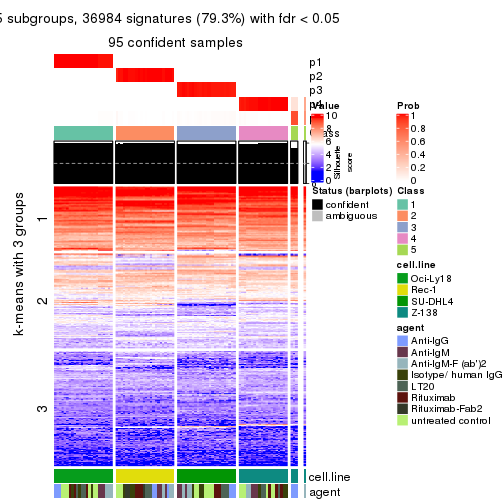 5 subgroups, 36984 signatures (79.3%) with fdr < 0.05
95 confident samples
p1
p2
p3
Value
10
8
6
4
2
0
Prob
1
0.8
0.6
0.4
0.2
0
Silhouette
score
Status (barplots)
confident
ambiguous
Class
1
2
3
4
5
cell.line
Oci-Ly18
Rec-1
SU-DHL4
Z-138
agent
Anti-IgG
Anti-IgM
Anti-IgM-F (ab')2
Isotype/ human IgG
LT20
Rituximab
Rituximab-Fab2
untreated control
k-means with 3 groups
1
2
3
cell.line
agent